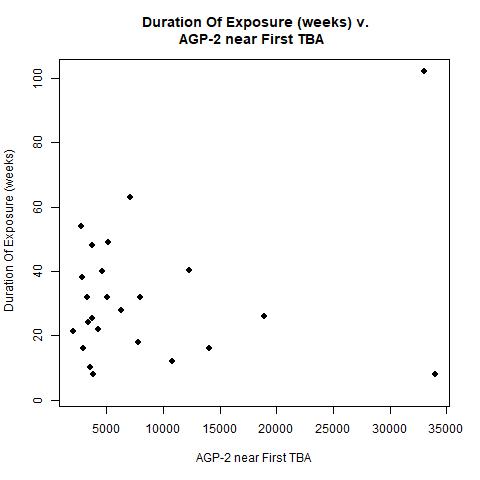 Duration Of Exposure (weeks) v.
AGP-2 near First TBA
Duration Of Exposure (weeks)
100
80
60
40
20
0
5000 10000 15000 20000 25000 30000 35000
AGP-2 near First TBA